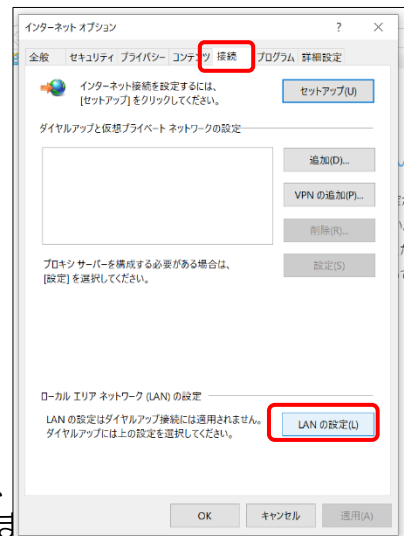 インターネット オプション
全般 セキュリティ プライバシー コンテンツ 接続 プログラム 詳細設定
インターネット接続を設定するには、
[セットアップ] をクリックしてください。
セットアップ(U)
ダイヤルアップと仮想プライベート ネットワークの設定
追加(D)...
VPN の追加(P)...
削除(R)...
プロキシ サーバーを構成する必要がある場合は、
[設定] を選択してください。
設定(S)
ローカル エリア ネットワーク (LAN) の設定
LAN の設定はダイヤルアップ接続には適用されません。
ダイヤルアップには上の設定を選択してください。
LAN の設定(L)
OK キャンセル 適用(A)